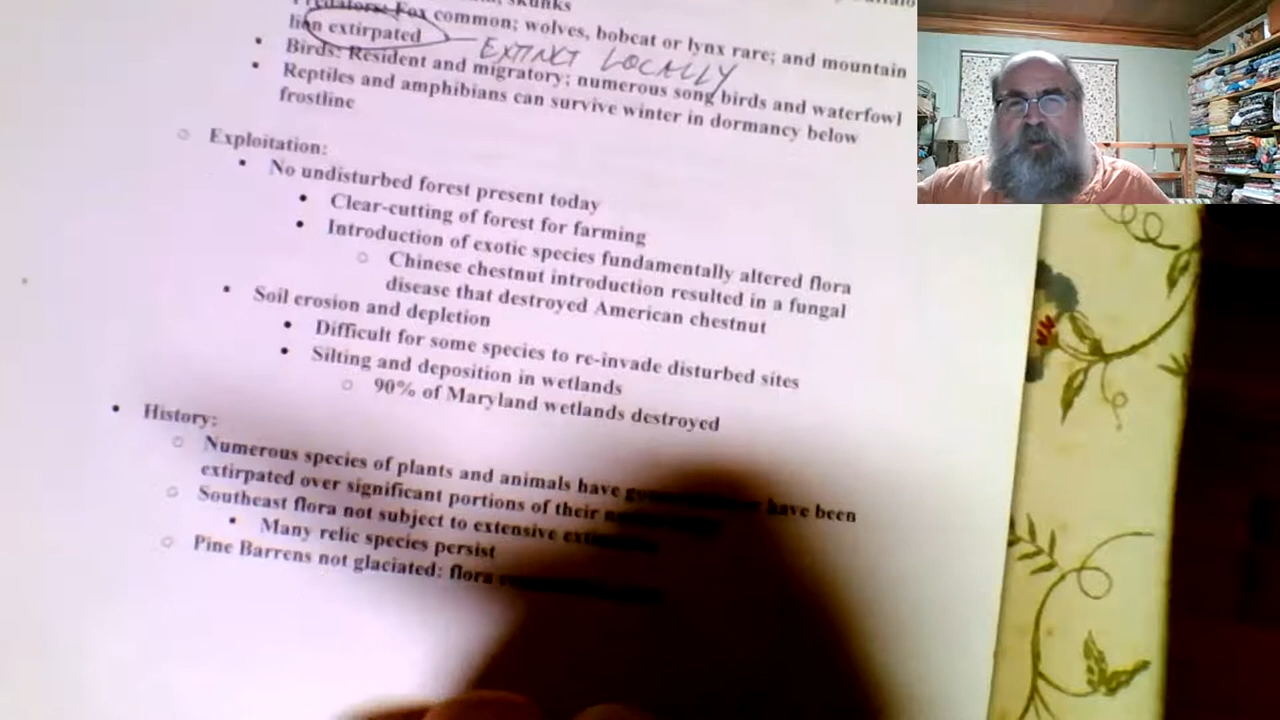 skunks
Predators: Fox common; wolves, bobcat or lynx rare; and mountain
lion extirpated
EXTINCT LOCALLY
• Birds: Resident and migratory; numerous song birds and waterfowl
• Reptiles and amphibians can survive winter in dormancy below
frostline
○ Exploitation:
▪ No undisturbed forest present today
• Clear-cutting of forest for farming
• Introduction of exotic species fundamentally altered flora
○ Chinese chestnut introduction resulted in a fungal
disease that destroyed American chestnut
▪ Soil erosion and depletion
• Difficult for some species to re-invade disturbed sites
• Silting and deposition in wetlands
○ 90% of Maryland wetlands destroyed
• History:
○ Numerous species of plants and animals have have been
extirpated over significant portions of their
○ Southeast flora not subject to extensive
▪ Many relic species persist
○ Pine Barrens not glaciated; flora